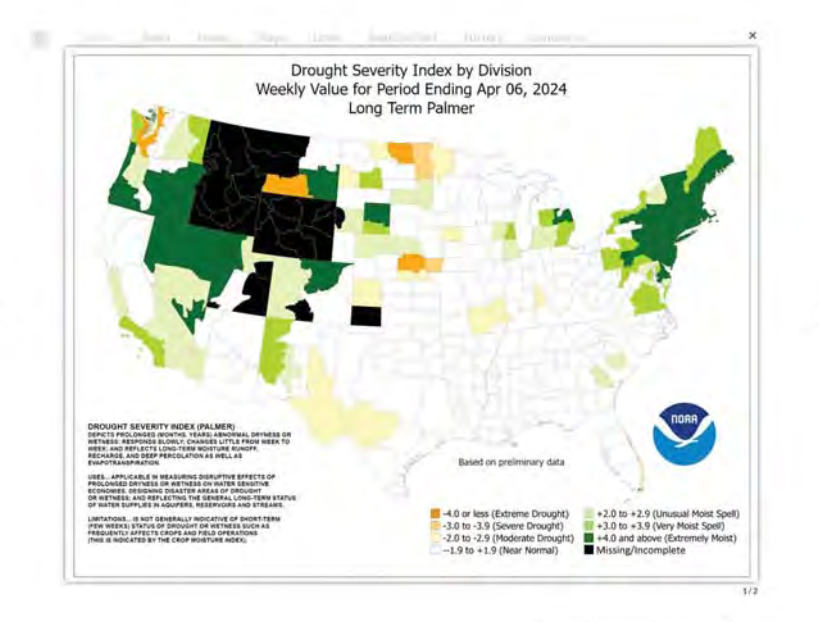 Drought Severity Index by Division
Weekly Value for Period Ending Apr 06, 2024
Long Term Palmer
DROUGHT SEVERITY INDEX (PALMER)
DEPICTS PROLONGED (MONTHS, YEARS) ABNORMAL DRYNESS OR
WETNESS; RESPONDS SLOWLY; CHANGES LITTLE FROM WEEK TO
WEEK; AND REFLECTS LONG-TERM MOISTURE RUNOFF,
RECHARGE, AND DEEP PERCOLATION AS WELL AS
EVAPOTRANSPIRATION.
USES... APPLICABLE IN MEASURING DISRUPTIVE EFFECTS OF
PROLONGED DRYNESS OR WETNESS ON WATER SENSITIVE
ECONOMIES; DESIGNING DISASTER AREAS OF DROUGHT
OR WETNESS; AND REFLECTING THE GENERAL LONG-TERM STATUS
OF WATER SUPPLIES IN AQUIFERS, RESERVOIRS AND STREAMS.
LIMITATIONS... IS NOT GENERALLY INDICATIVE OF SHORT-TERM
(FEW WEEKS) STATUS OF DROUGHT OR WETNESS SUCH AS
FREQUENTLY AFFECTS CROPS AND FIELD OPERATIONS
(THIS IS INDICATED BY THE CROP MOISTURE INDEX).
NOAA
Based on preliminary data
-4.0 or less (Extreme Drought)
-3.0 to -3.9 (Severe Drought)
-2.0 to -2.9 (Moderate Drought)
-1.9 to +1.9 (Near Normal)
+2.0 to +2.9 (Unusual Moist Spell)
+3.0 to +3.9 (Very Moist Spell)
+4.0 and above (Extremely Moist)
Missing/Incomplete
1/2